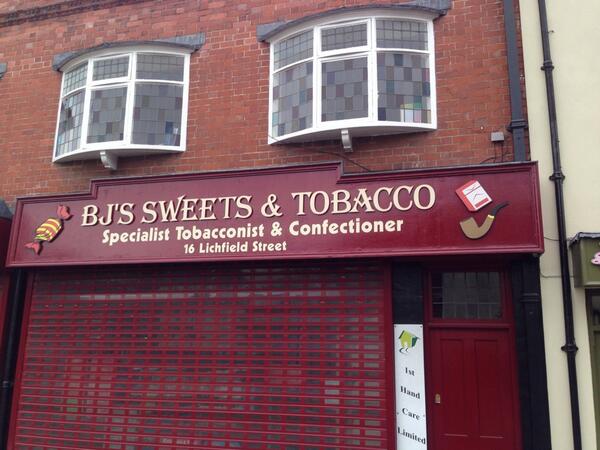 BJ'S SWEETS & TOBACCO
Specialist Tobacconist & Confectioner
16 Lichfield Street
1st
Hand
Care
Limited